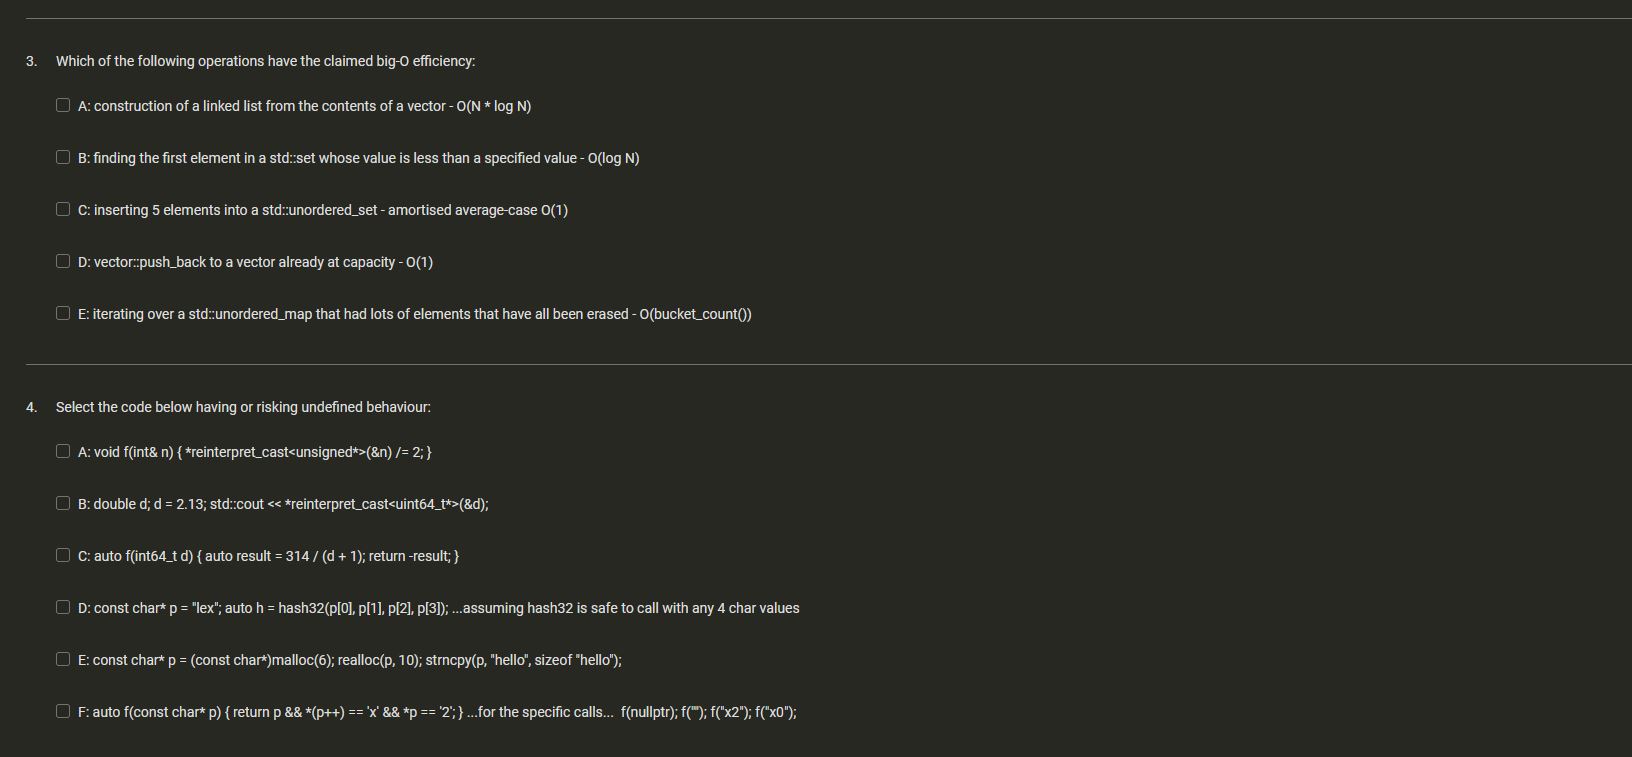 3. Which of the following operations have the claimed big-O efficiency:
A: construction of a linked list from the contents of a vector - O(N * log N)
B: finding the first element in a std::set whose value is less than a specified value - O(log N)
C: inserting 5 elements into a std::unordered_set - amortised average-case O(1)
D: vector::push_back to a vector already at capacity - O(1)
E: iterating over a std::unordered_map that had lots of elements that have all been erased - O(bucket_count())
4. Select the code below having or risking undefined behaviour:
A: void f(int& n) { *reinterpret_cast<unsigned*>(&n) /= 2; }
B: double d; d = 2.13; std::cout << *reinterpret_cast<uint64_t*>(&d);
C: auto f(int64_t d) { auto result = 314 / (d + 1); return -result; }
D: const char* p = "lex"; auto h = hash32(p[0], p[1], p[2], p[3]); ...assuming hash32 is safe to call with any 4 char values
E: const char* p = (const char*)malloc(6); realloc(p, 10); strncpy(p, "hello", sizeof "hello");
F: auto f(const char* p) { return p && *(p++) == 'x' && *p == '2'; } ...for the specific calls... f(nullptr); f(""); f("x2"); f("x0");